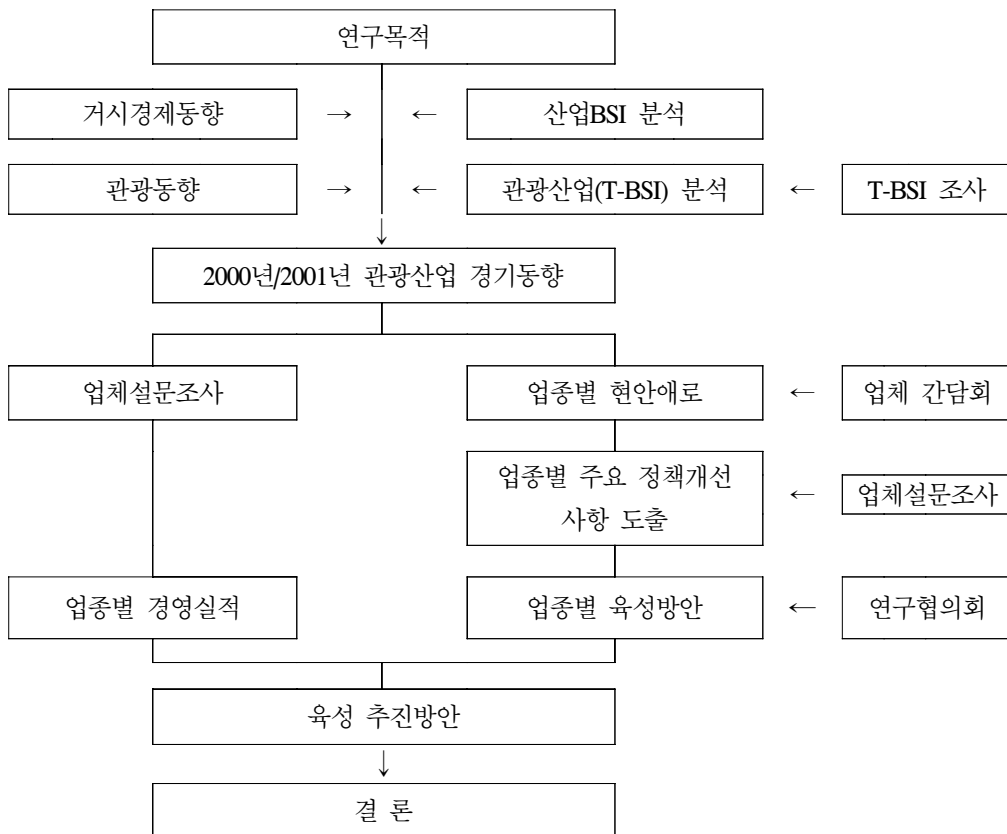 연구목적
거시경제동향 → ← 산업BSI 분석
관광동향 → ← 관광산업(T-BSI) 분석 ← T-BSI 조사
↓
2000년/2001년 관광산업 경기동향
업체설문조사 업종별 현안애로 ← 업체 간담회
업종별 주요 정책개선
사항 도출 ← 업체설문조사
업종별 경영실적 업종별 육성방안 ← 연구협의회
육성 추진방안
↓
결 론